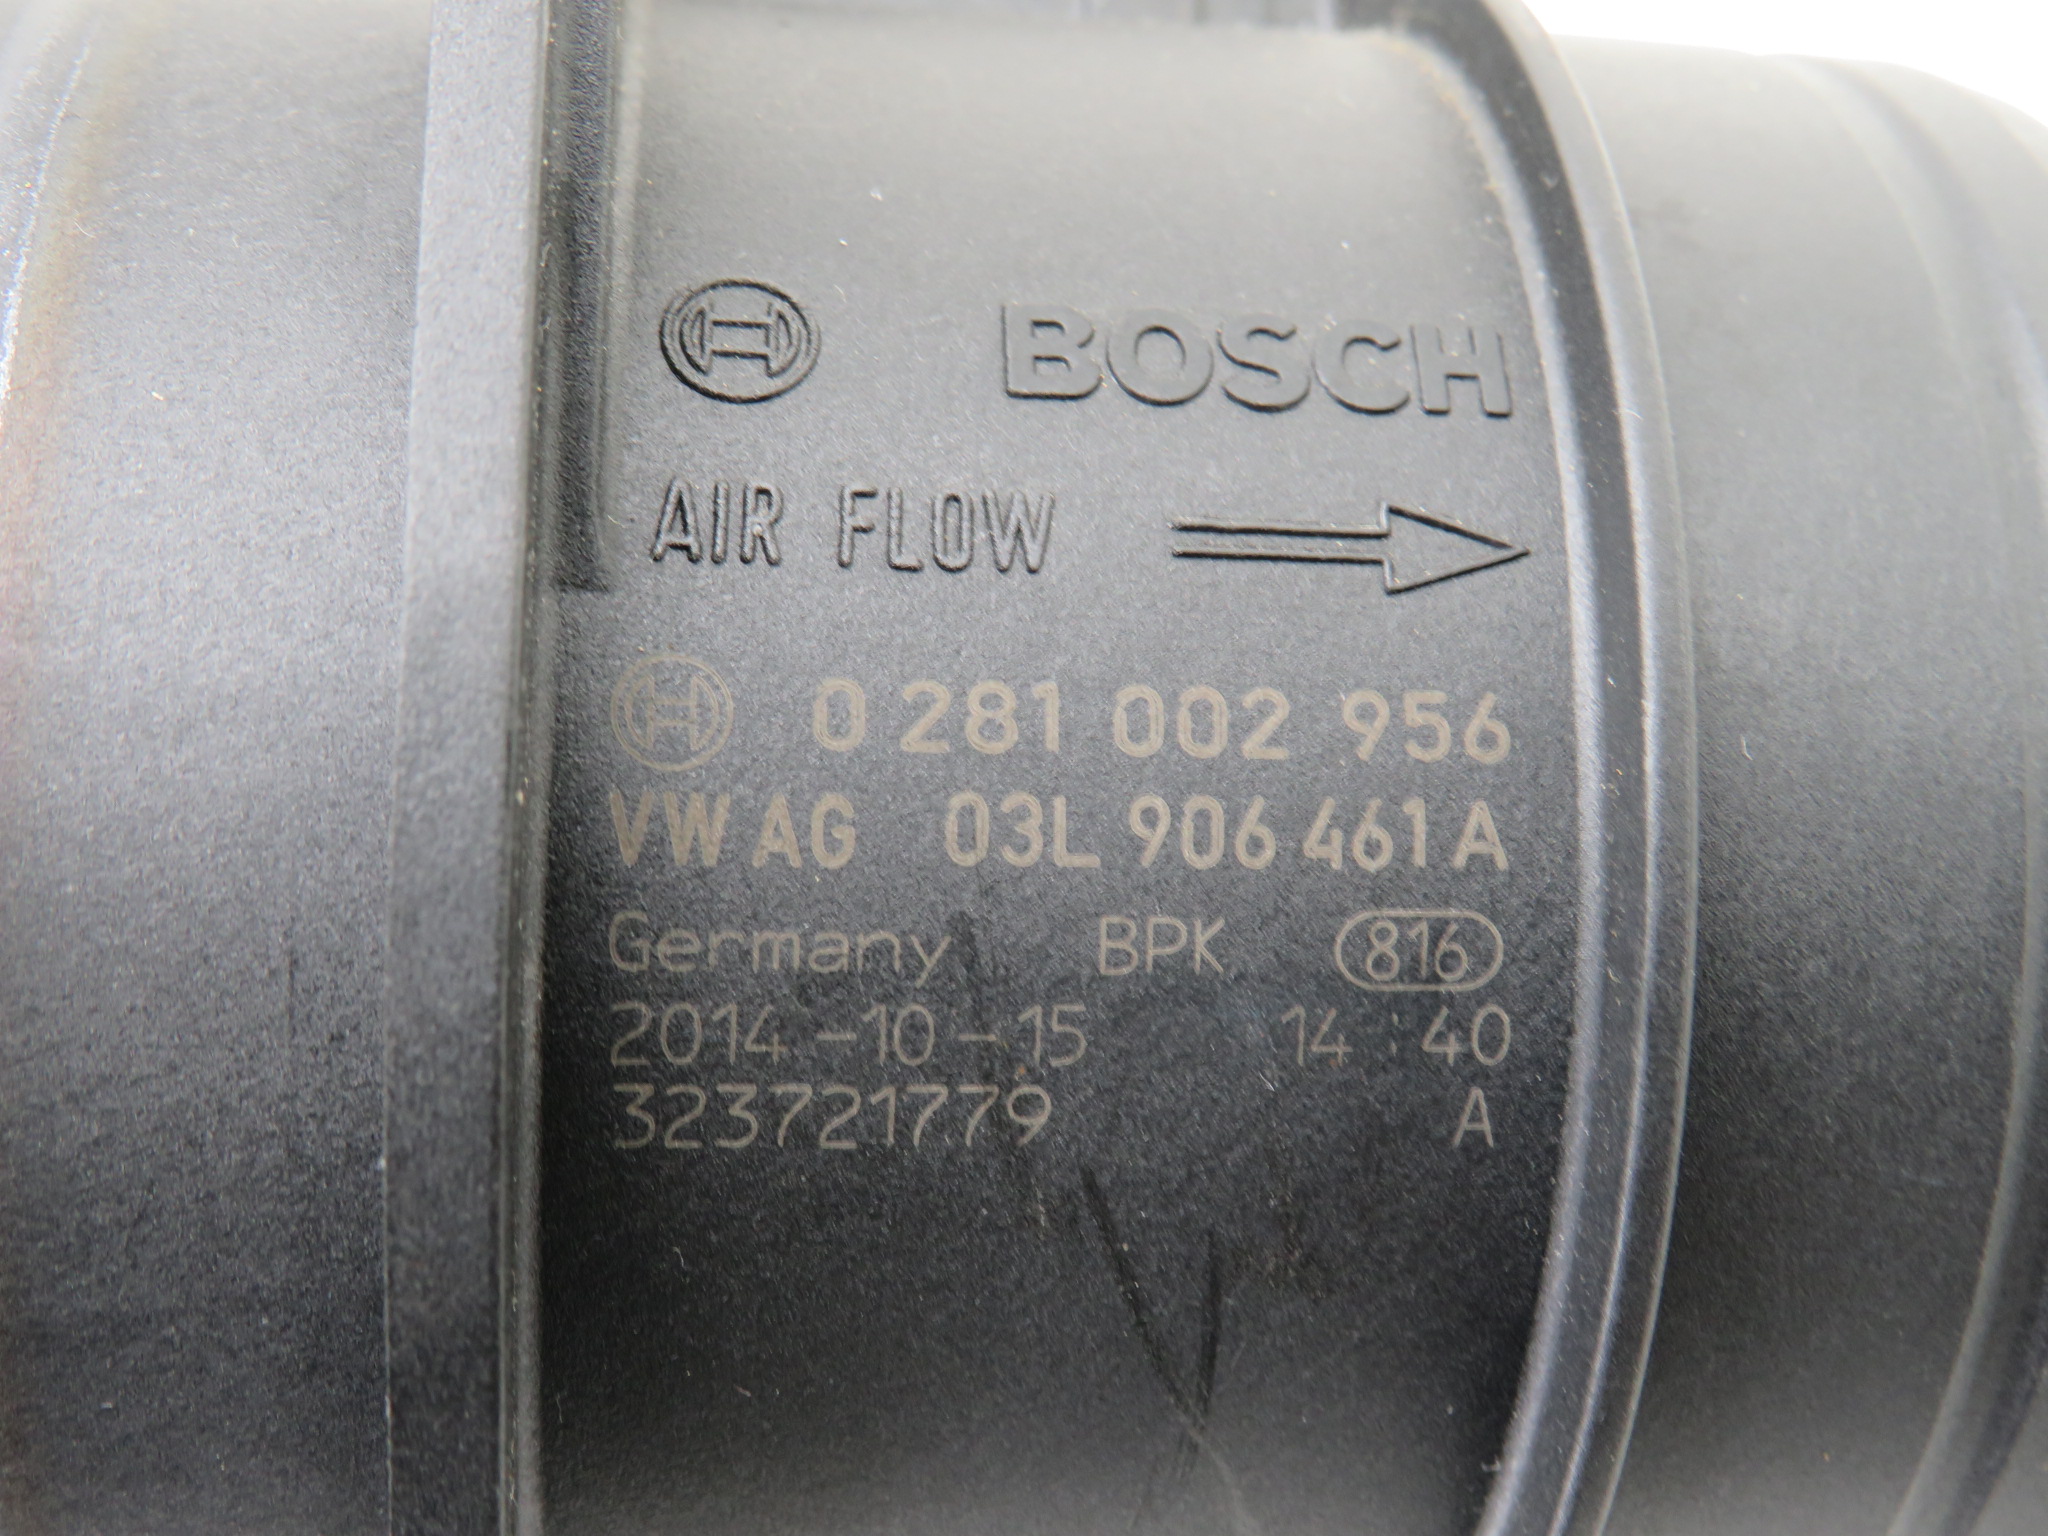 BOSCH
AIR FLOW
0 281 002 956
VW AG 03L 906 461 A
Germany BPK 816
2014-10-15 14:40
323721779 A